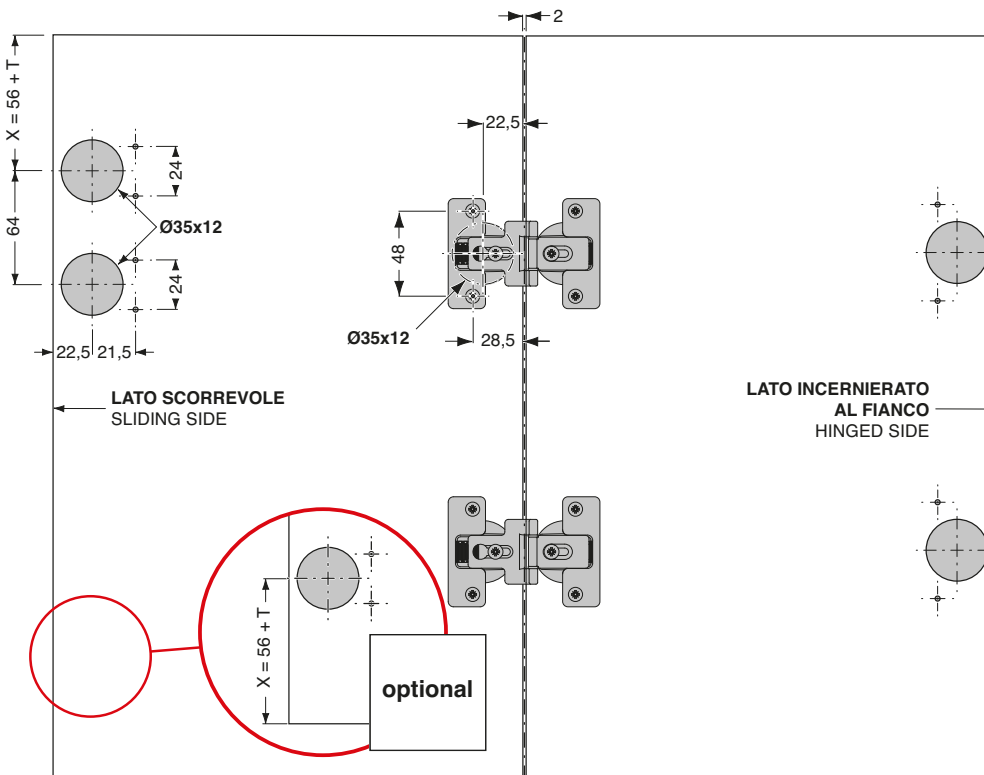 2
X = 56 + T
22,5
24
64
Ø35x12
48
24
Ø35x12
28,5
22,5
21,5
LATO SCORREVOLE
SLIDING SIDE
LATO INCERNIERATO
AL FIANCO
HINGED SIDE
X = 56 + T
optional